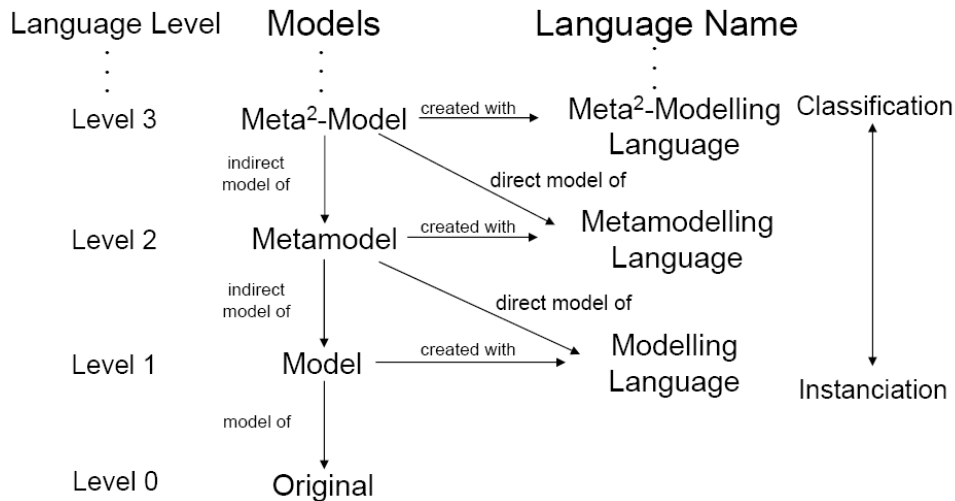 Language Level Models Language Name
Level 3 Meta²-Model created with Meta²-Modelling Classification
Language
indirect
model of direct model of
Level 2 Metamodel created with Metamodelling
Language
indirect
model of direct model of
Level 1 Model created with Modelling
Language Instanciation
model of
Level 0 Original